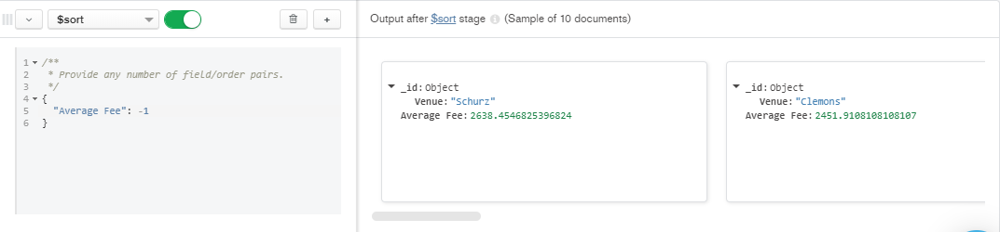 $sort
+
Output after $sort stage (Sample of 10 documents)
1 /**
2 * Provide any number of field/order pairs.
3 */
4 {
5 "Average Fee": -1
6 }
_id: Object
Venue: "Schurz"
Average Fee: 2638.4546825396824
_id: Object
Venue: "Clemons"
Average Fee: 2451.9108108108107